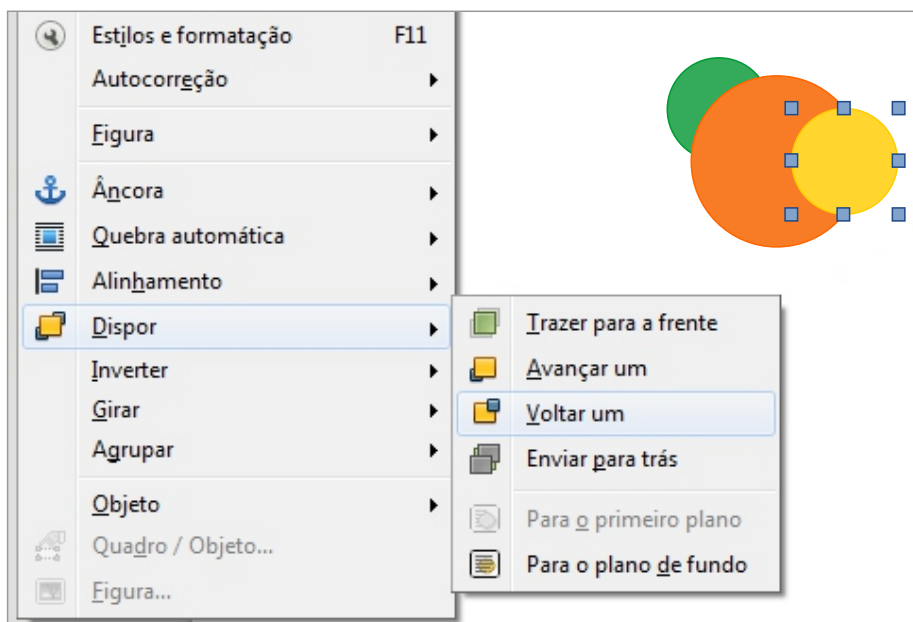 Estilos e formatação F11
Autocorreção
Figura
Âncora
Quebra automática
Alinhamento
Dispor
Inverter
Girar
Agrupar
Objeto
Quadro / Objeto...
Figura...
Trazer para a frente
Avançar um
Voltar um
Enviar para trás
Para o primeiro plano
Para o plano de fundo